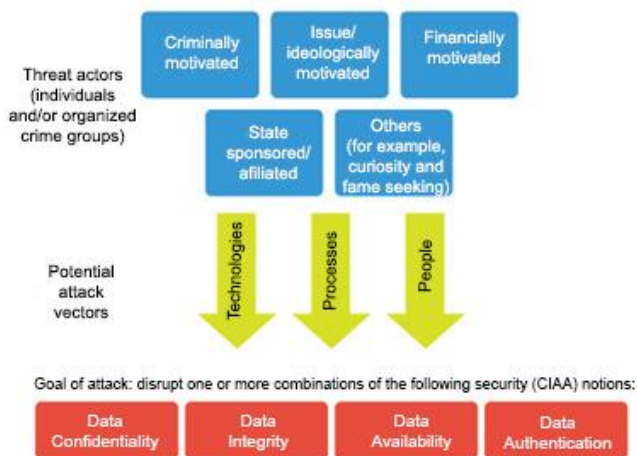 Threat actors
(individuals
and/or organized
crime groups)
Criminally
motivated
Issue/
ideologically
motivated
Financially
motivated
State
sponsored/
afiliated
Others
(for example,
curiosity and
fame seeking)
Potential
attack
vectors
Technologies
Processes
People
Goal of attack: disrupt one or more combinations of the following security (CIAA) notions:
Data
Confidentiality
Data
Integrity
Data
Availability
Data
Authentication